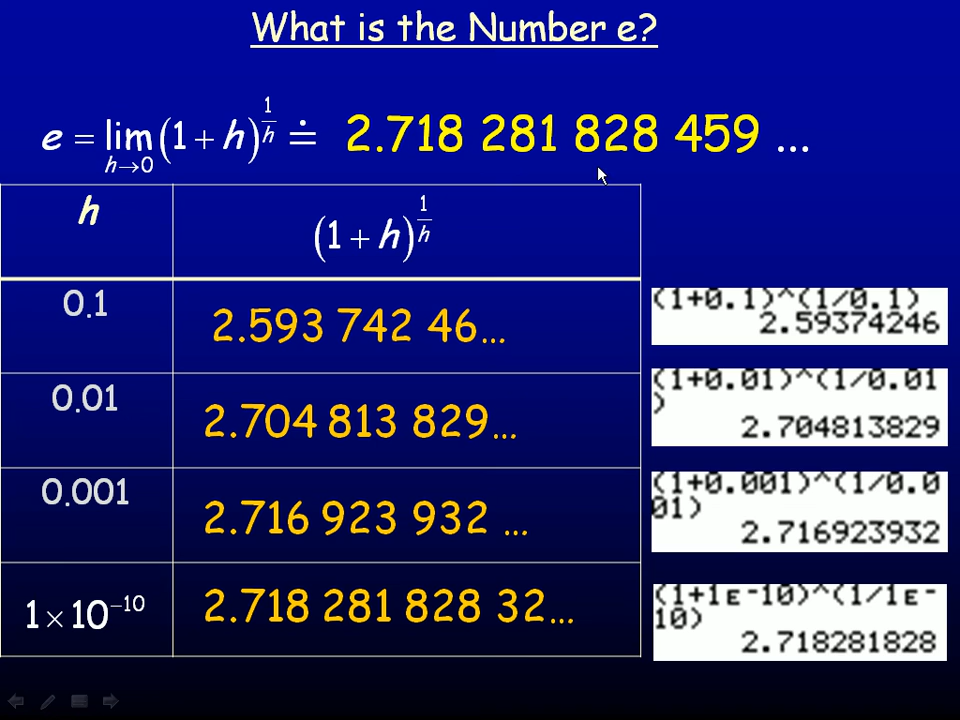 What is the Number e?
e = lim h→0 (1 + h)^(1/h) ≐ 2.718 281 828 459 ...
h (1 + h)^(1/h)
0.1 2.593 742 46…
(1+0.1)^(1/0.1)
2.59374246
0.01 2.704 813 829…
(1+0.01)^(1/0.01
)
2.704813829
0.001 2.716 923 932 …
(1+0.001)^(1/0.0
01)
2.716923932
1×10⁻¹⁰ 2.718 281 828 32…
(1+1ᴇ-10)^(1/1ᴇ-
10)
2.718281828